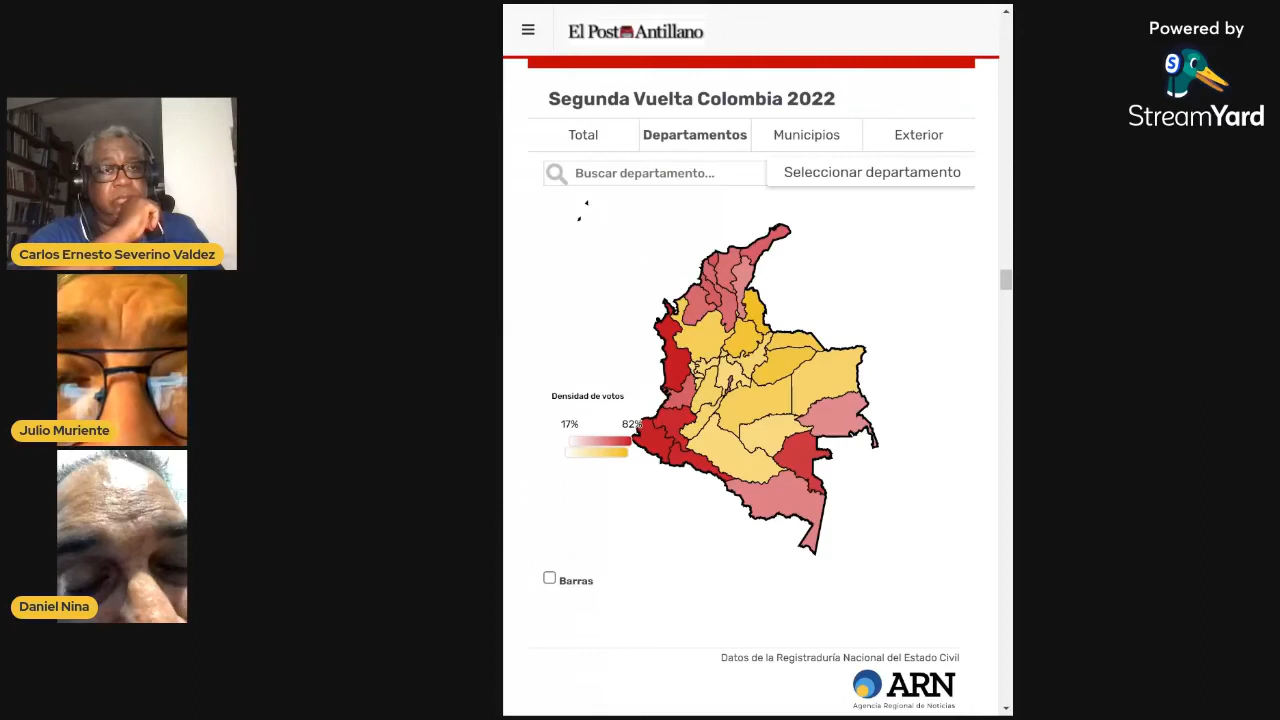 El Post Antillano
Segunda Vuelta Colombia 2022
Total
Departamentos
Municipios
Exterior
Buscar departamento...
Seleccionar departamento
Densidad de votos
17%
82%
Barras
Datos de la Registraduría Nacional del Estado Civil
ARN
Agencia Regional de Noticias
Carlos Ernesto Severino Valdez
Julio Muriente
Daniel Nina
Powered by
S
StreamYard